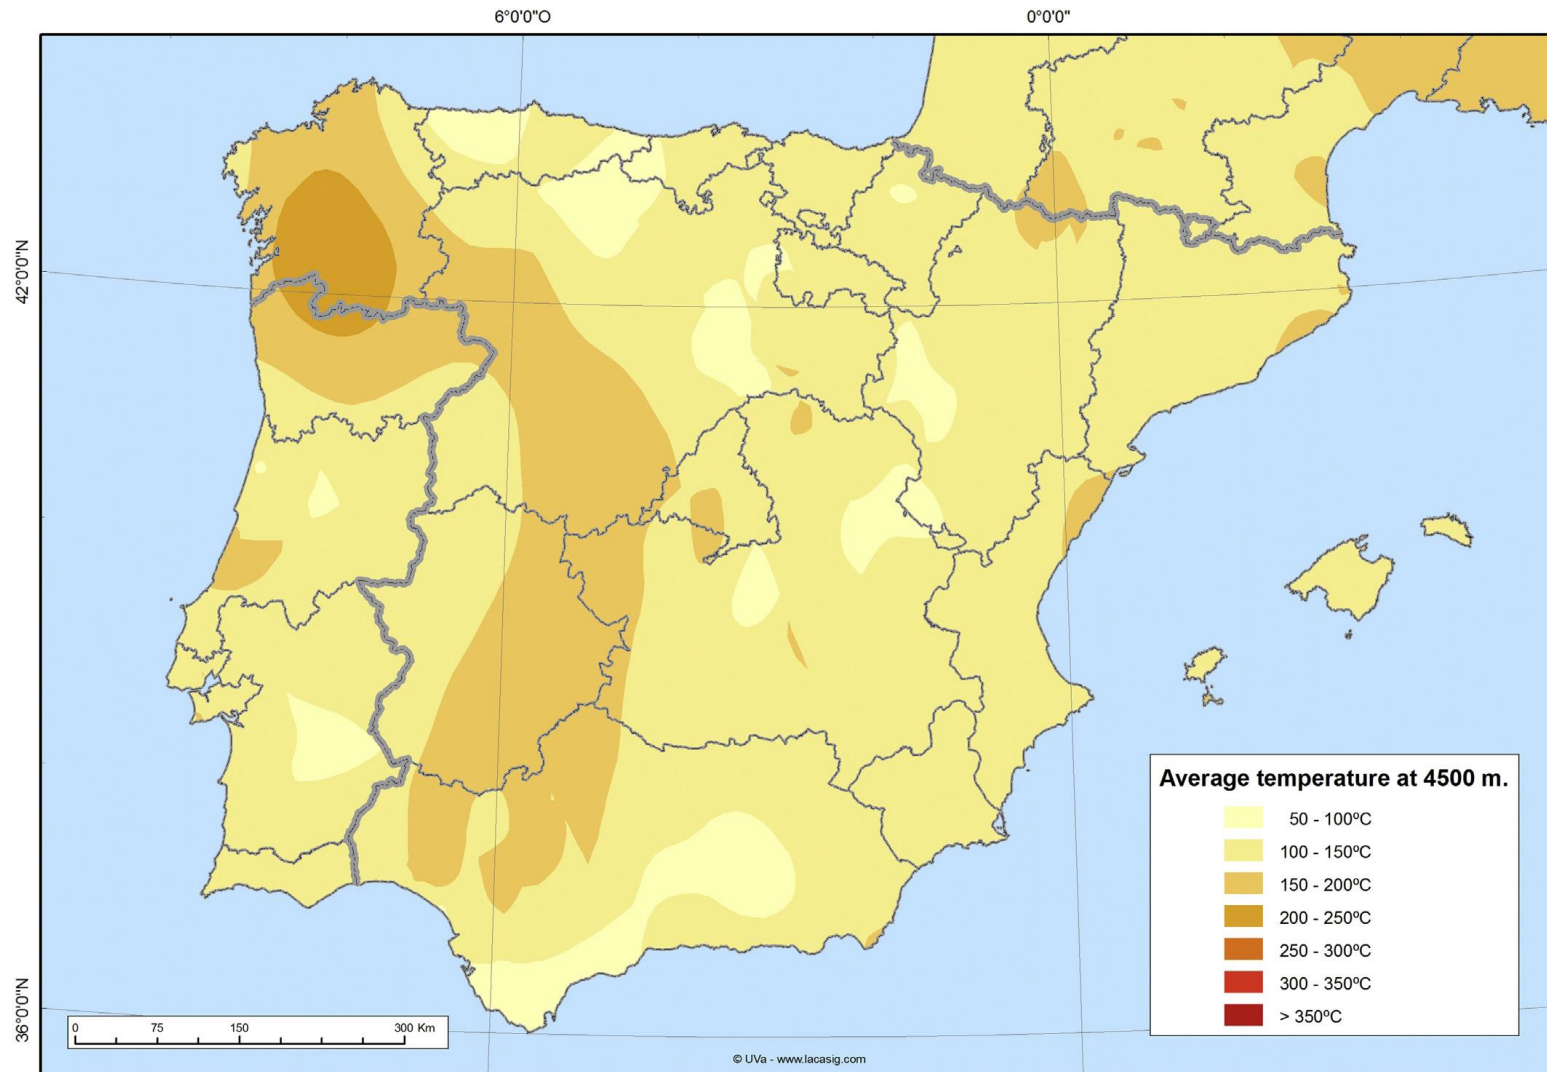 6°0'0"O
0°0'0"
42°0'0"N
36°0'0"N
Average temperature at 4500 m.
50 - 100ºC
100 - 150ºC
150 - 200ºC
200 - 250ºC
250 - 300ºC
300 - 350ºC
> 350ºC
0 75 150 300 Km
© UVa - www.lacasig.com